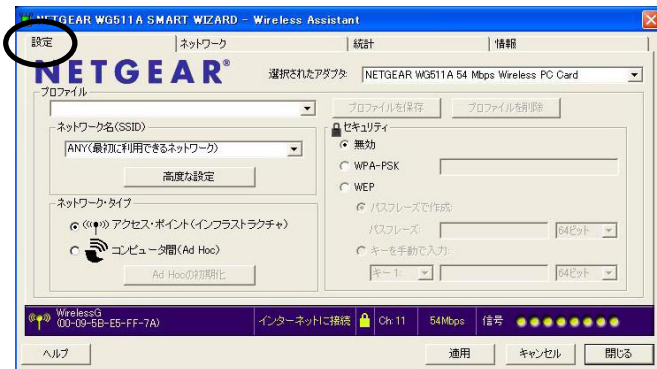 NETGEAR WG511A SMART WIZARD - Wireless Assistant
設定
ネットワーク
統計
情報
NETGEAR®
選択されたアダプタ: NETGEAR WG511A 54 Mbps Wireless PC Card
プロファイル
プロファイルを保存
プロファイルを削除
ネットワーク名(SSID)
ANY(最初に利用できるネットワーク)
高度な設定
セキュリティ
無効
WPA-PSK
WEP
パスフレーズで作成:
パスフレーズ:
64ビット
キーを手動で入力:
キー 1:
64ビット
ネットワーク・タイプ
アクセス・ポイント(インフラストラクチャ)
コンピュータ間(Ad Hoc)
Ad Hocの初期化
WirelessG
(00-09-5B-E5-FF-7A)
インターネットに接続
Ch: 11
54Mbps
信号
ヘルプ
適用
キャンセル
閉じる